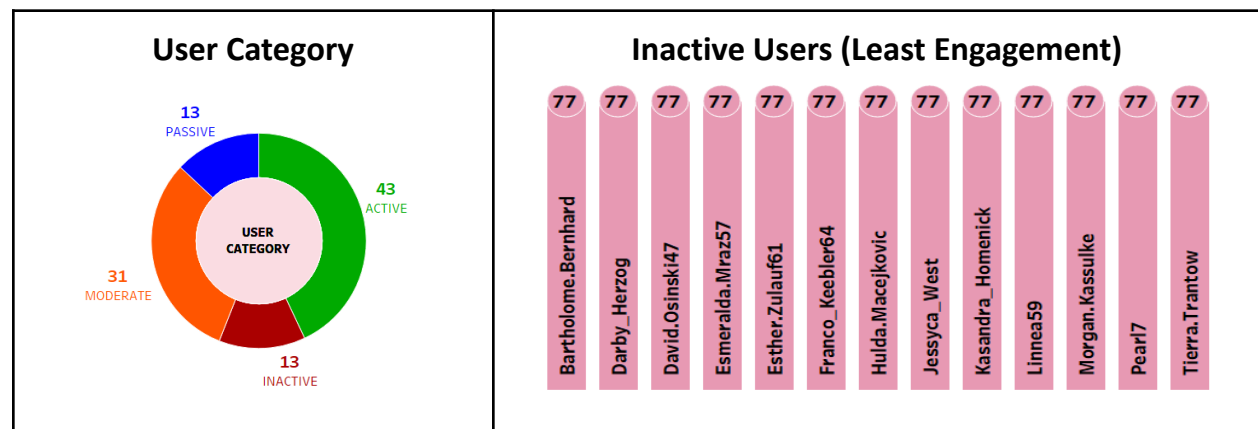 User Category
13
PASSIVE
43
ACTIVE
USER
CATEGORY
31
MODERATE
13
INACTIVE
Inactive Users (Least Engagement)
77 77 77 77 77 77 77 77 77 77 77 77 77
Bartholome.Bernhard
Darby_Herzog
David.Osinski47
Esmeralda.Mraz57
Esther.Zulauf61
Franco_Keebler64
Hulda.Macejkovic
Jessyca_West
Kasandra_Homenick
Linnea59
Morgan.Kassulke
Pearl7
Tierra.Trantow